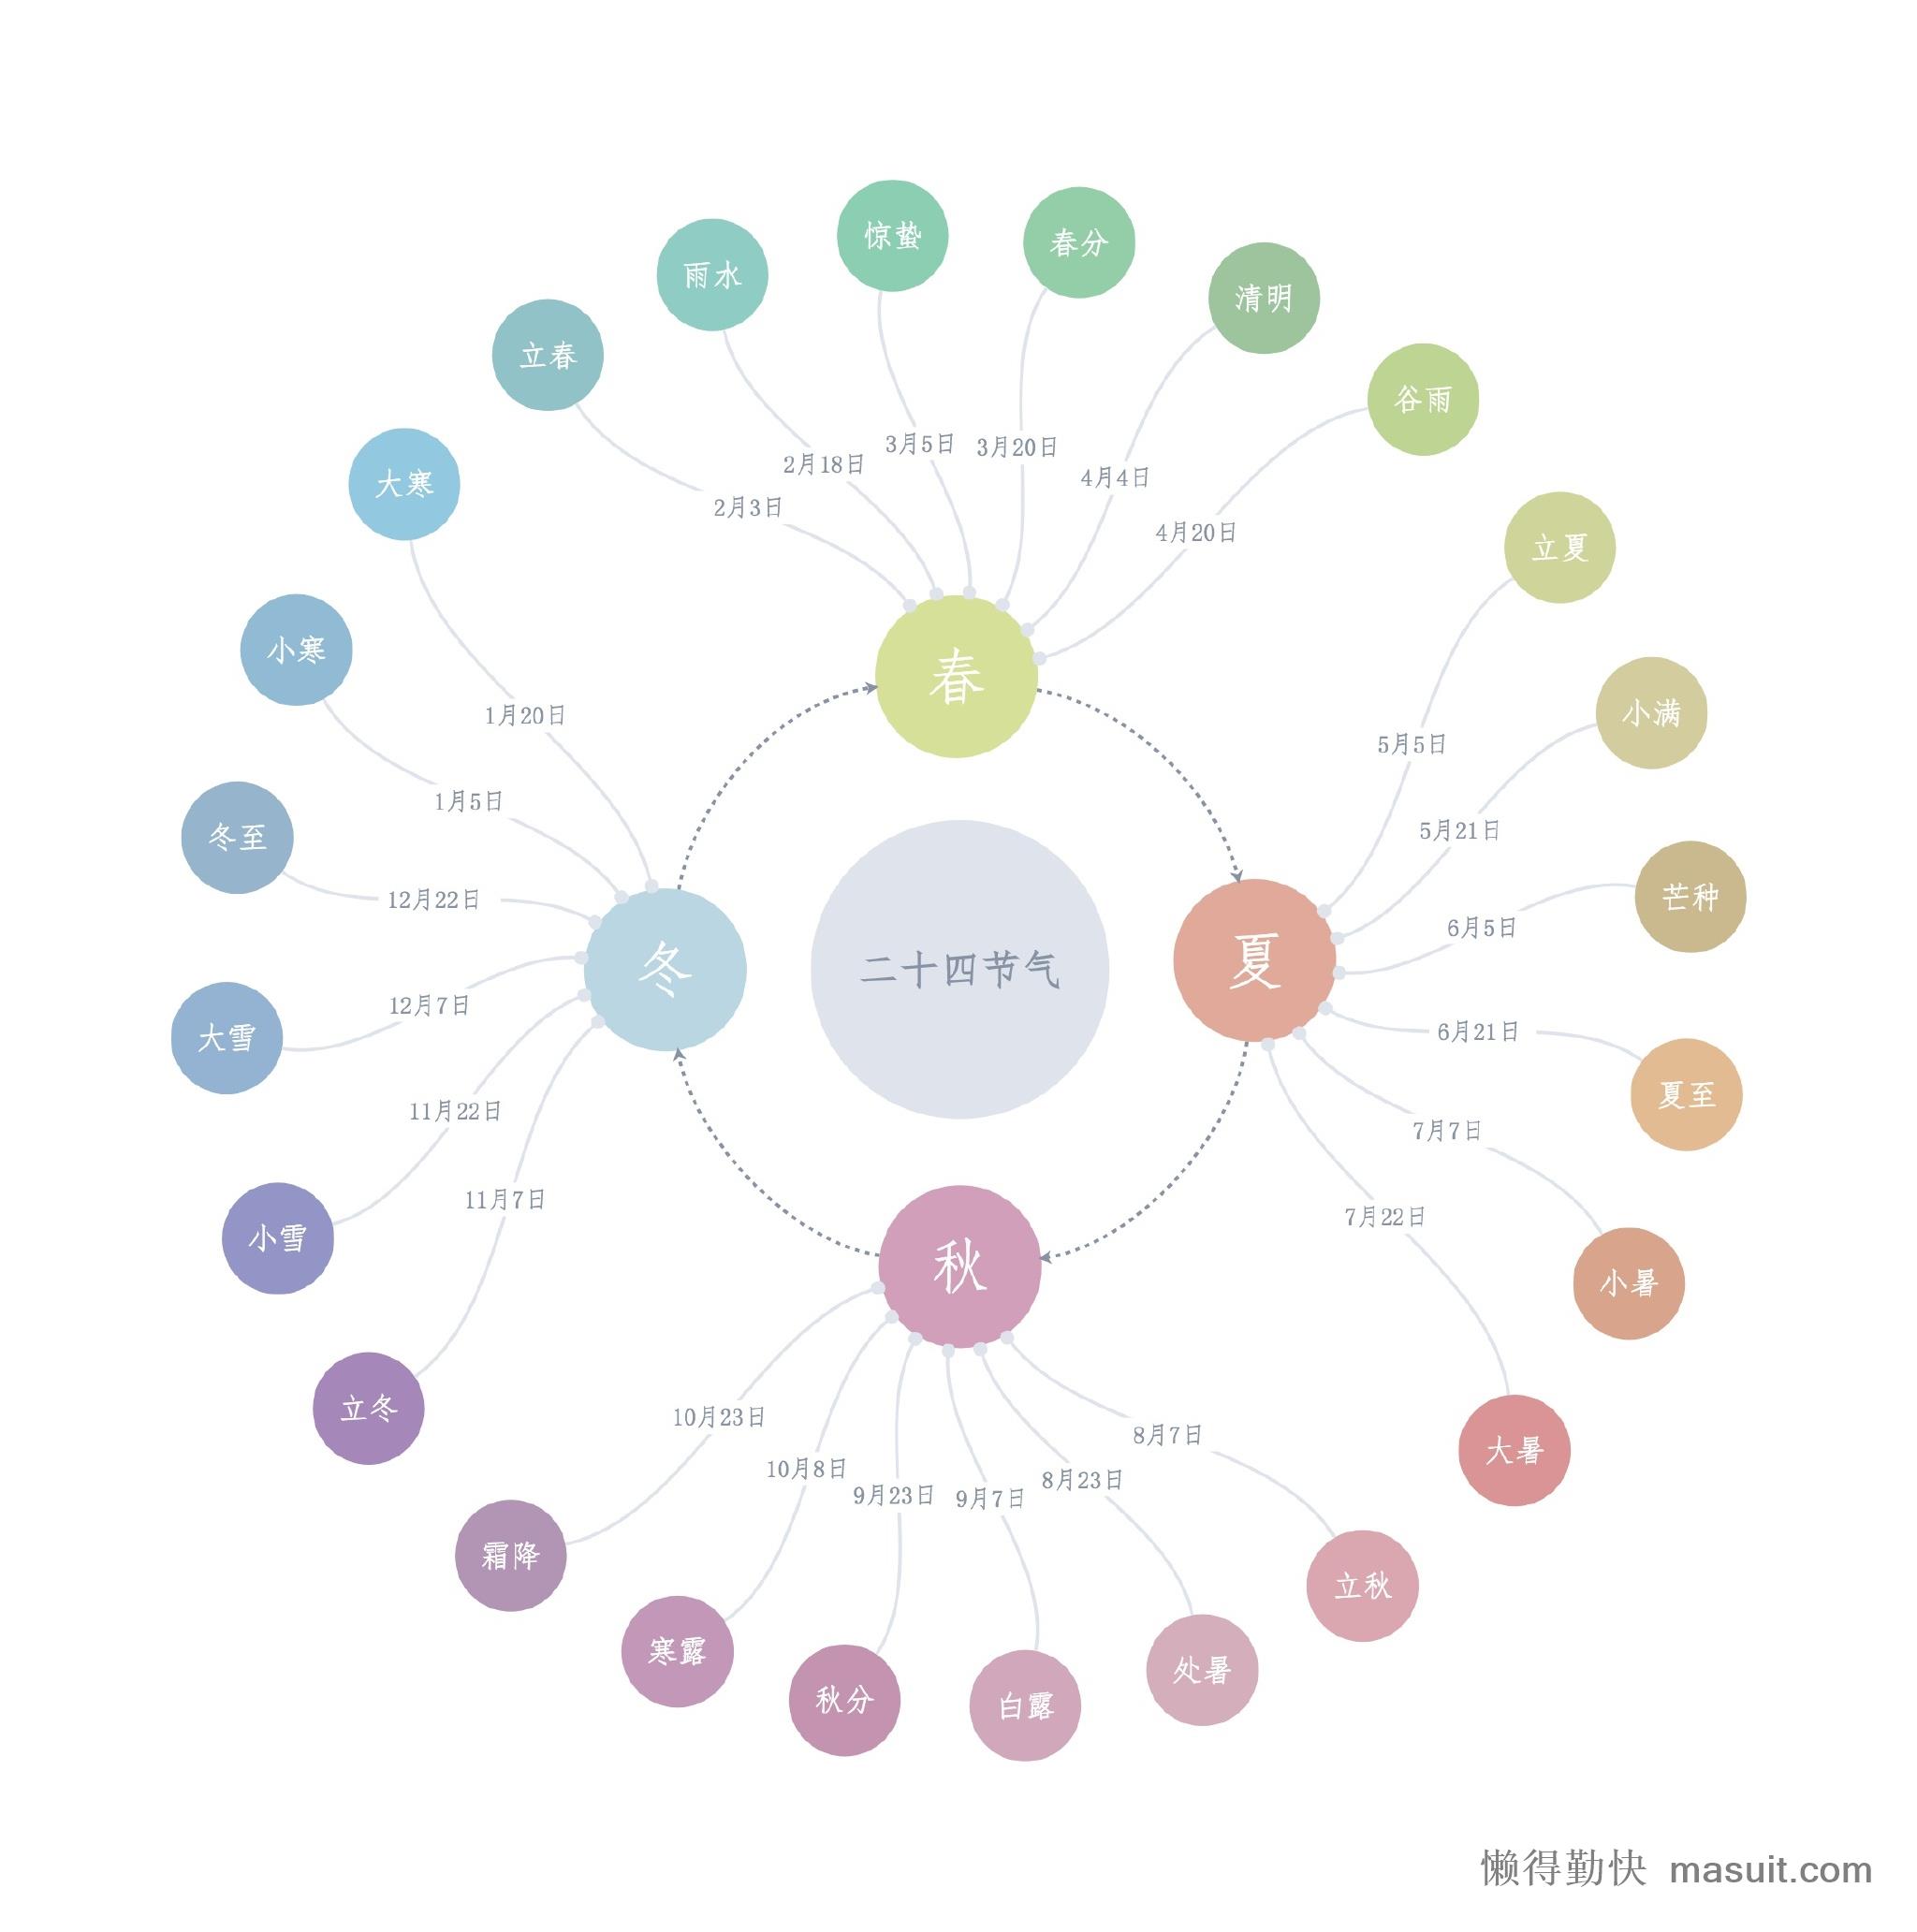 二十四节气
春
立春
2月3日
雨水
2月18日
惊蛰
3月5日
春分
3月20日
清明
4月4日
谷雨
4月20日
夏
立夏
5月5日
小满
5月21日
芒种
6月5日
夏至
6月21日
小暑
7月7日
大暑
7月22日
秋
立秋
8月7日
处暑
8月23日
白露
9月7日
秋分
9月23日
寒露
10月8日
霜降
10月23日
冬
立冬
11月7日
小雪
11月22日
大雪
12月7日
冬至
12月22日
小寒
1月5日
大寒
1月20日
懒得勤快 masuit.com